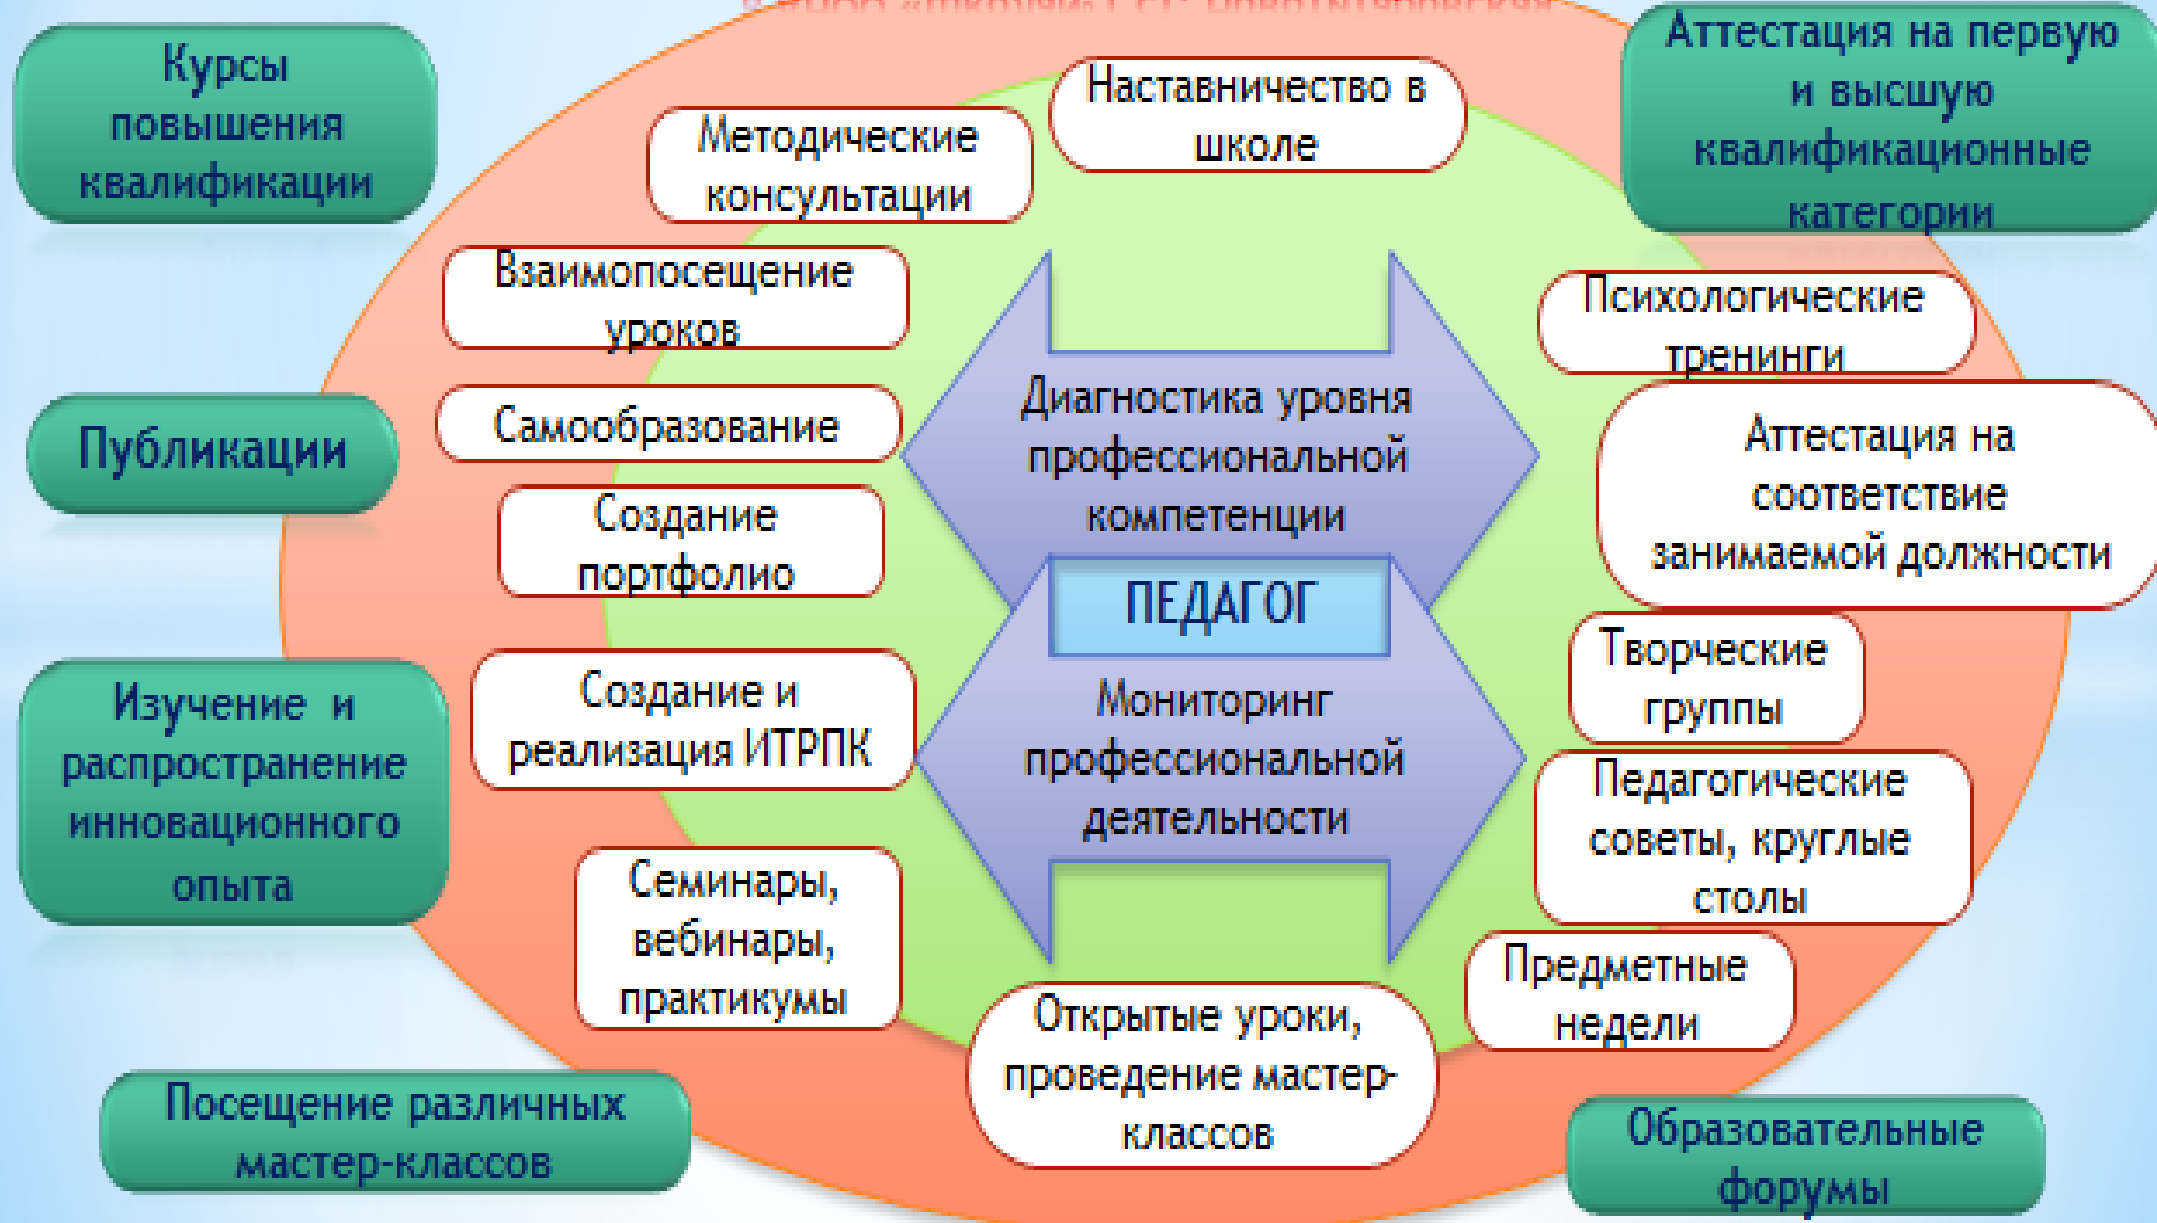 Курсы
повышения
квалификации
Аттестация на первую
и высшую
квалификационные
категории
Наставничество в
школе
Методические
консультации
Взаимопосещение
уроков
Психологические
тренинги
Самообразование
Публикации
Диагностика уровня
профессиональной
компетенции
Аттестация на
соответствие
занимаемой должности
Создание
портфолио
ПЕДАГОГ
Творческие
группы
Изучение и
распространение
инновационного
опыта
Создание и
реализация ИТРПК
Мониторинг
профессиональной
деятельности
Педагогические
советы, круглые
столы
Семинары,
вебинары,
практикумы
Предметные
недели
Открытые уроки,
проведение мастер-
классов
Посещение различных
мастер-классов
Образовательные
форумы